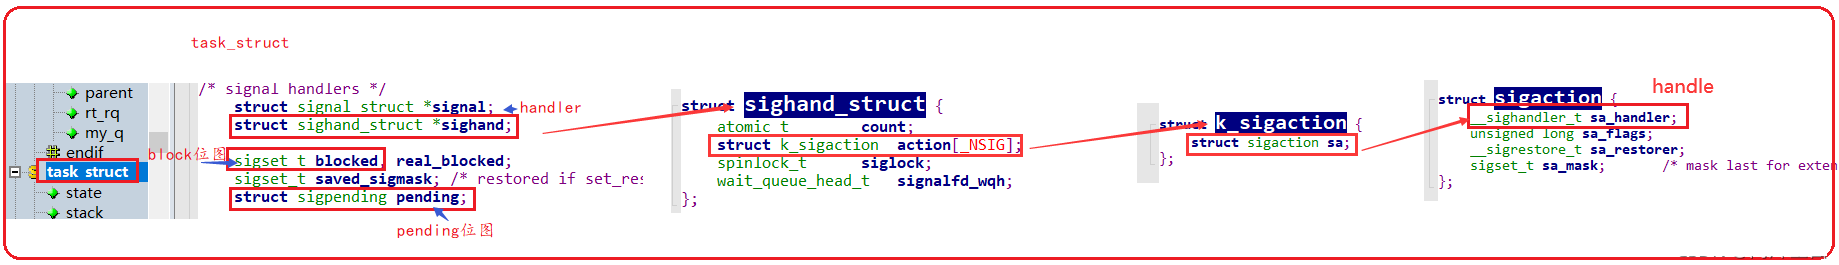 task_struct
parent
rt_rq
my_q
endif
task_struct
state
stack
/* signal handlers */
struct signal_struct *signal;
handler
struct sighand_struct *sighand;
block位图
sigset_t blocked, real_blocked;
sigset_t saved_sigmask; /* restored if set_res
struct sigpending pending;
pending位图
struct sighand_struct {
atomic_t count;
struct k_sigaction action[_NSIG];
spinlock_t siglock;
wait_queue_head_t signalfd_wqh;
};
struct k_sigaction {
struct sigaction sa;
};
handle
struct sigaction {
__sighandler_t sa_handler;
unsigned long sa_flags;
__sigrestore_t sa_restorer;
sigset_t sa_mask; /* mask last for exten
};